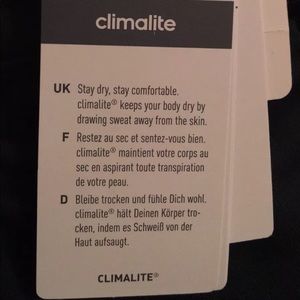 climalite
UK Stay dry, stay comfortable.
climalite® keeps your body dry by
drawing sweat away from the skin.
F Restez au sec et sentez-vous bien.
climalite® maintient votre corps au
sec en aspirant toute transpiration
de votre peau.
D Bleibe trocken und fühle Dich wohl.
climalite® hält Deinen Körper tro-
cken, indem es Schweiß von der
Haut aufsaugt.
CLIMALITE®